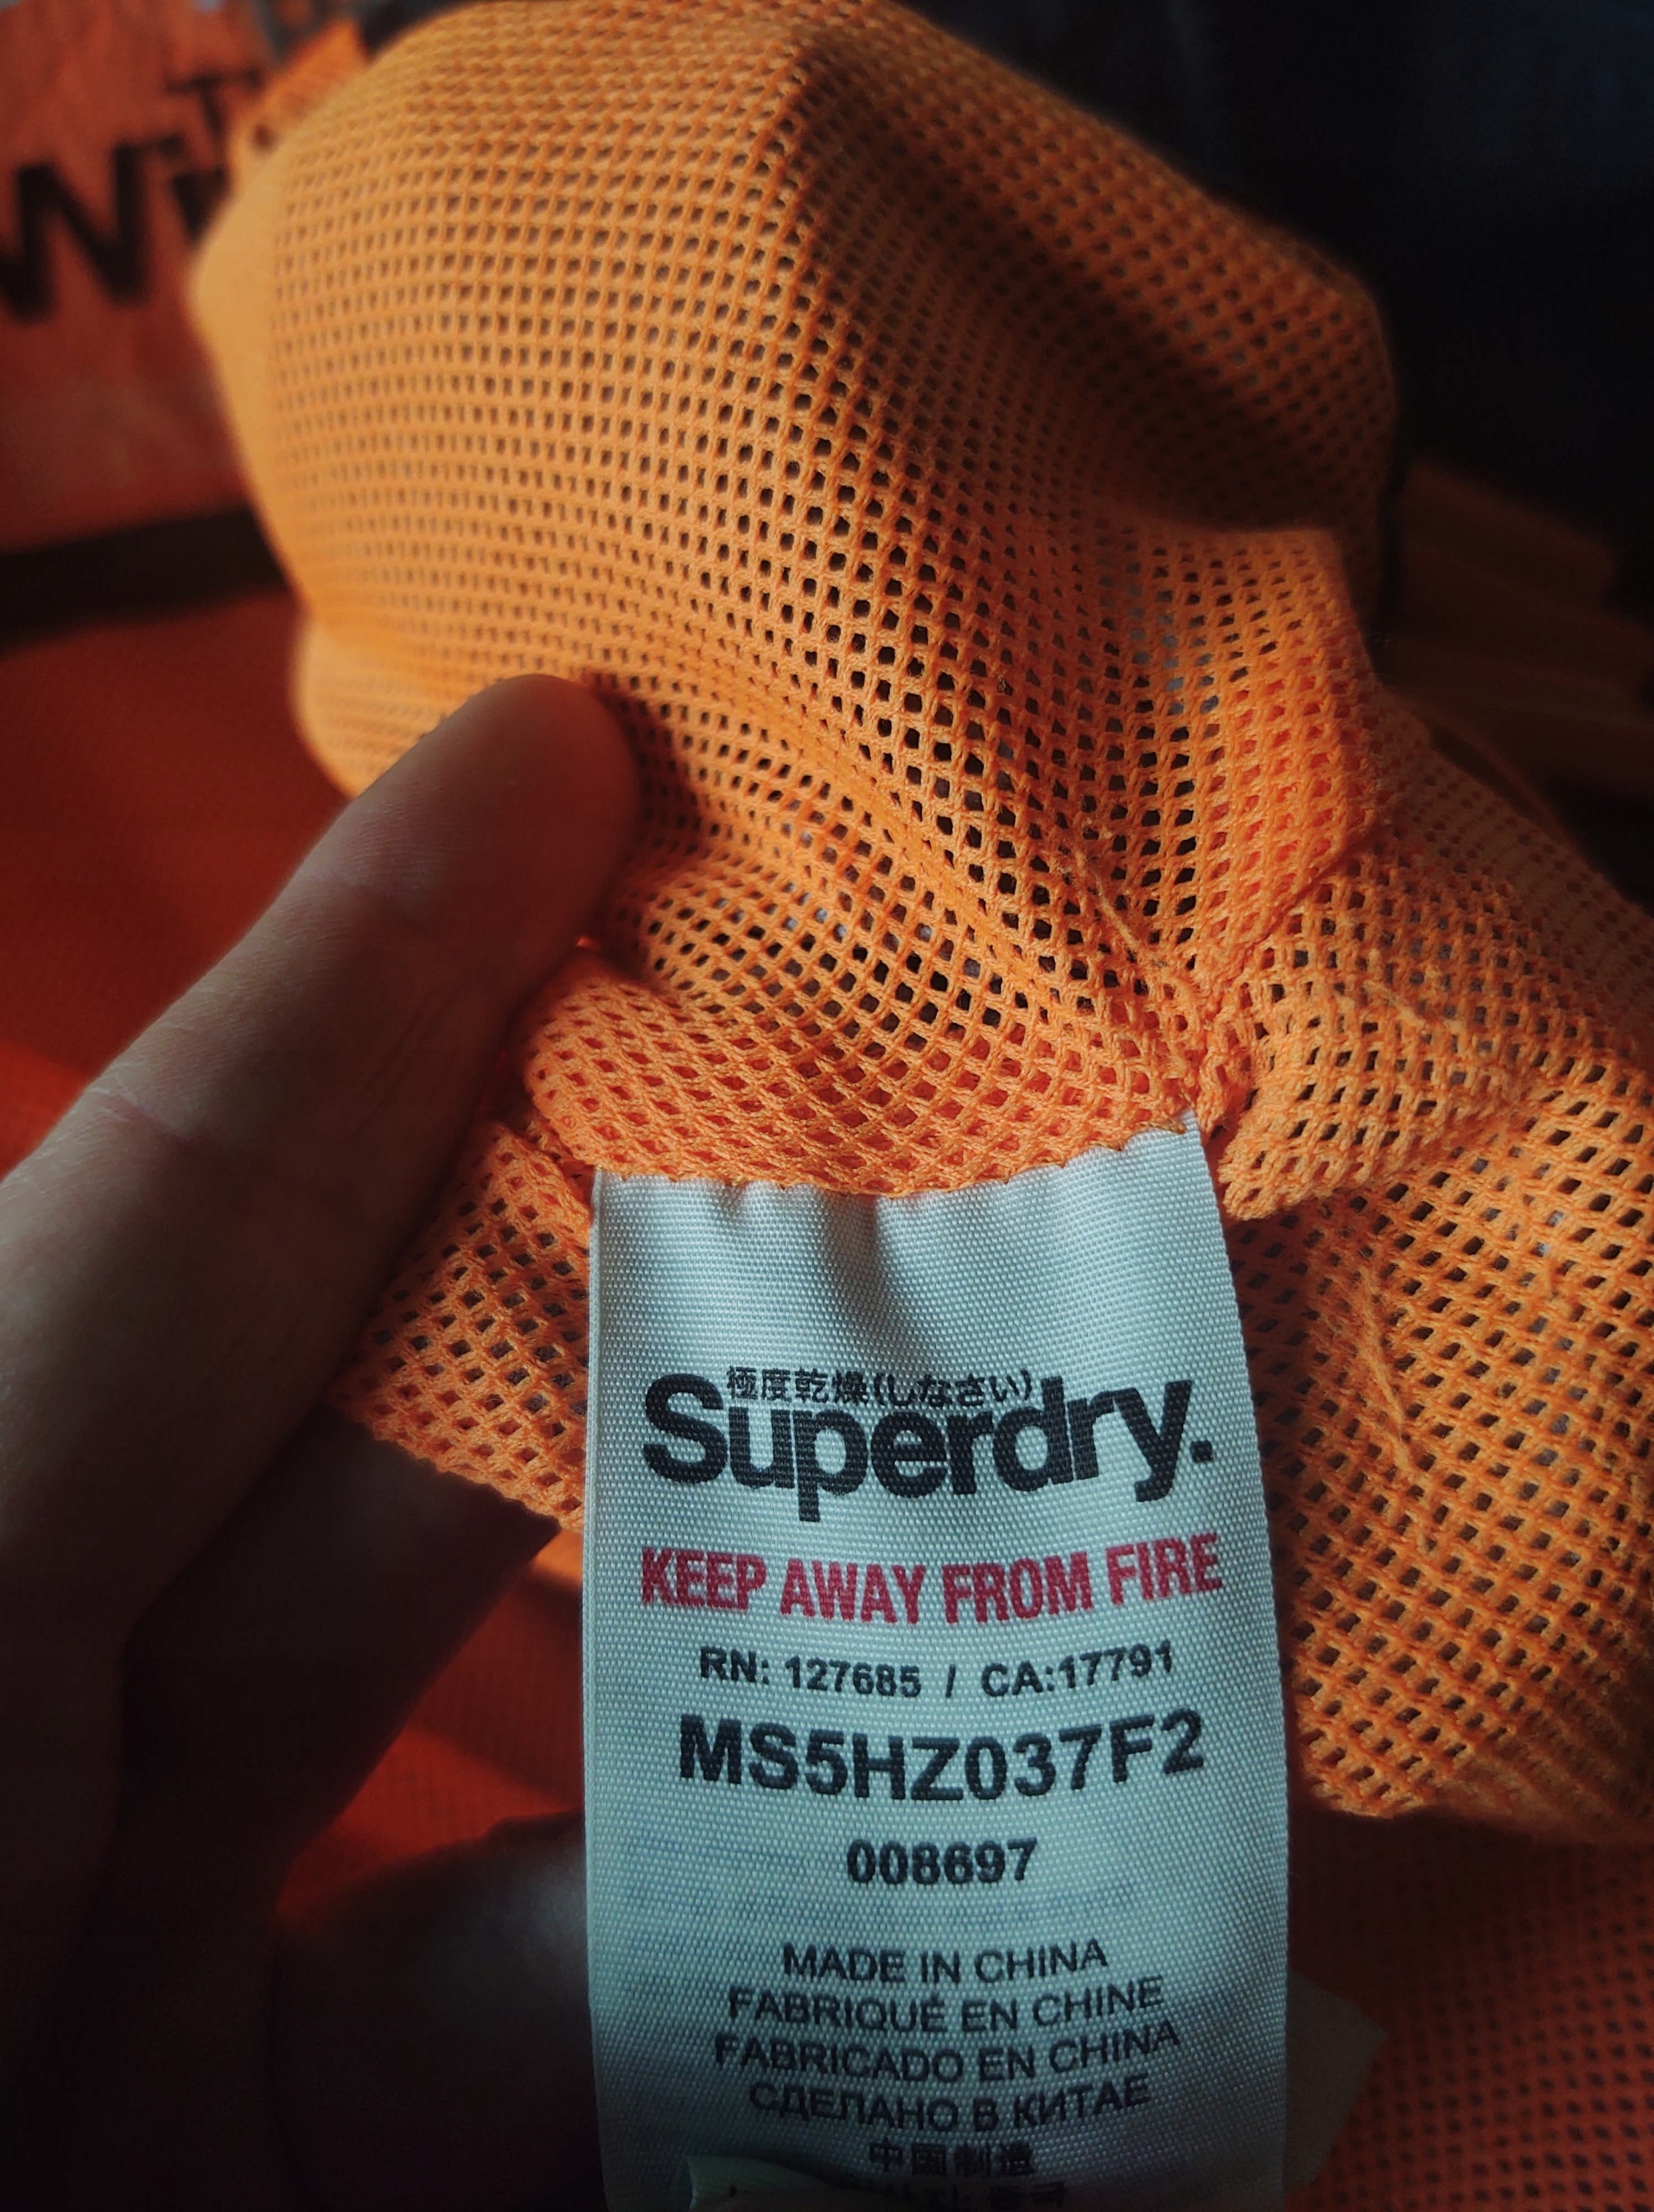 極度乾燥(しなさい)
Superdry.
KEEP AWAY FROM FIRE
RN: 127685 / CA:17791
MS5HZ037F2
008697
MADE IN CHINA
FABRIQUÉ EN CHINE
FABRICADO EN CHINA
СДЕЛАНО В КИТАЕ
中国制造